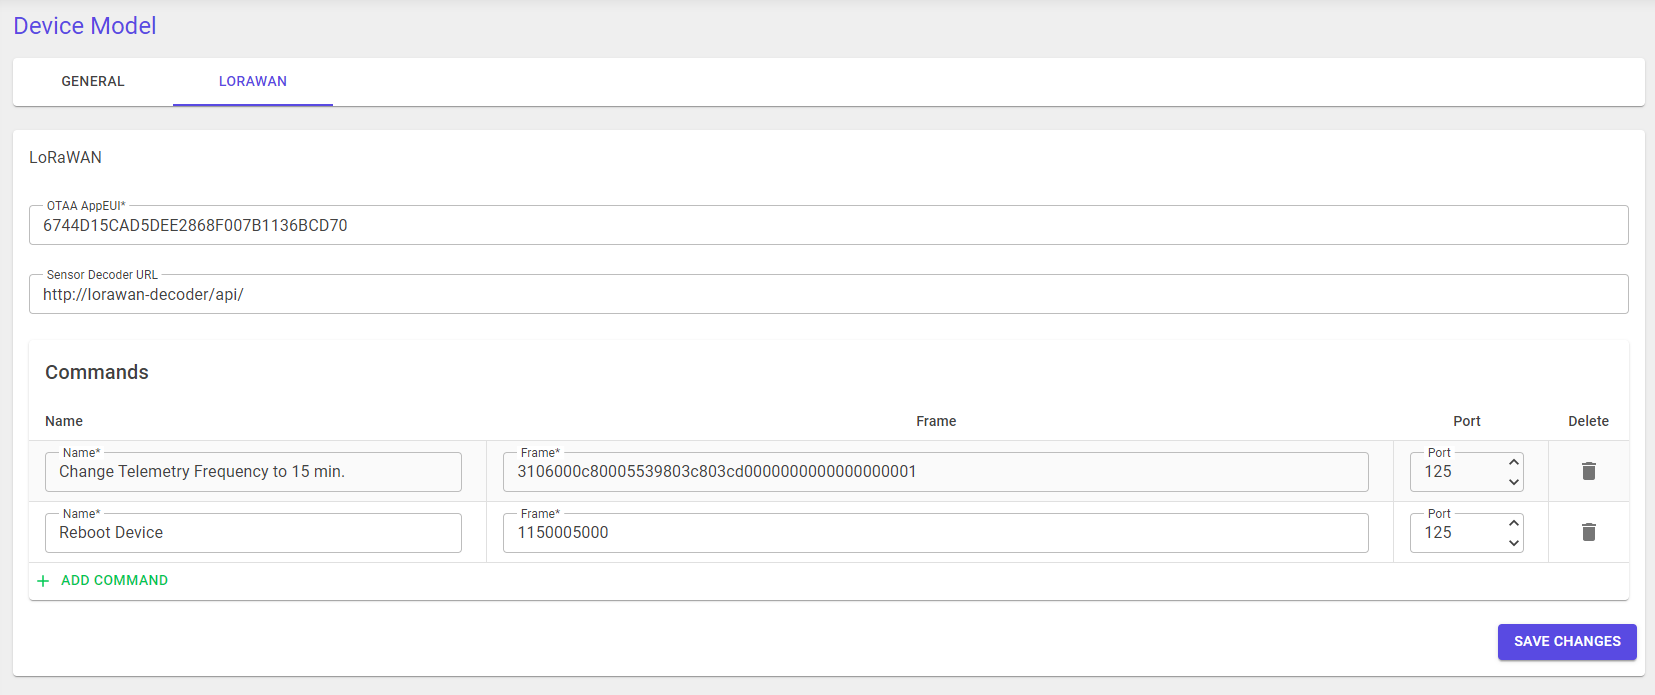 Device Model
GENERAL LORAWAN
LoRaWAN
OTAA AppEUI*
6744D15CAD5DEE2868F007B1136BCD70
Sensor Decoder URL
http://lorawan-decoder/api/
Commands
Name Frame Port Delete
Name* Frame* Port
Change Telemetry Frequency to 15 min. 3106000c80005539803c803cd0000000000000000001 125
Name* Frame* Port
Reboot Device 1150005000 125
+ ADD COMMAND
SAVE CHANGES